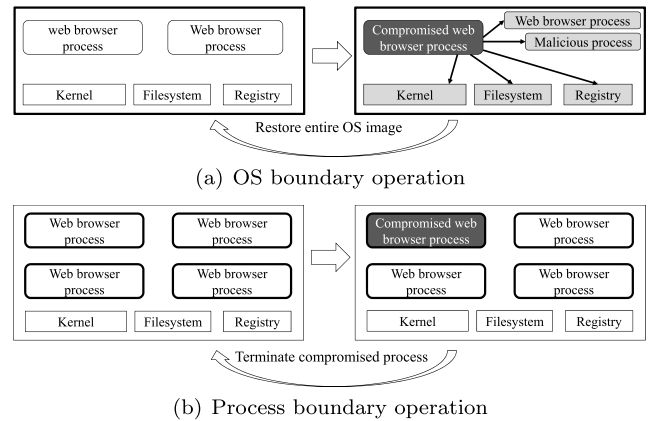 web browser
process
Web browser
process
Kernel
Filesystem
Registry
Compromised web
browser process
Web browser process
Malicious process
Kernel
Filesystem
Registry
Restore entire OS image
(a) OS boundary operation
Web browser
process
Web browser
process
Web browser
process
Web browser
process
Kernel
Filesystem
Registry
Compromised web
browser process
Web browser
process
Web browser
process
Web browser
process
Kernel
Filesystem
Registry
Terminate compromised process
(b) Process boundary operation